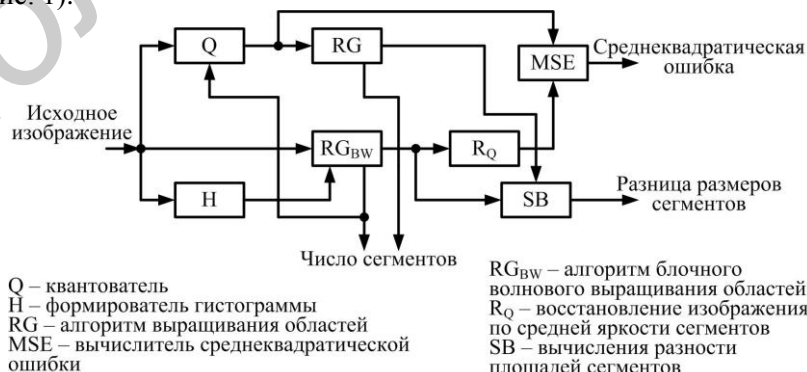 ис. 1).
Q
RG
MSE
Среднеквадратическая
ошибка
Исходное
изображение
RG_BW
R_Q
H
SB
Разница размеров
сегментов
Число сегментов
Q – квантователь
H – формирователь гистограммы
RG – алгоритм выращивания областей
MSE – вычислитель среднеквадратической
ошибки
RG_BW – алгоритм блочного
волнового выращивания областей
R_Q – восстановление изображения
по средней яркости сегментов
SB – вычисления разности
площадей сегментов